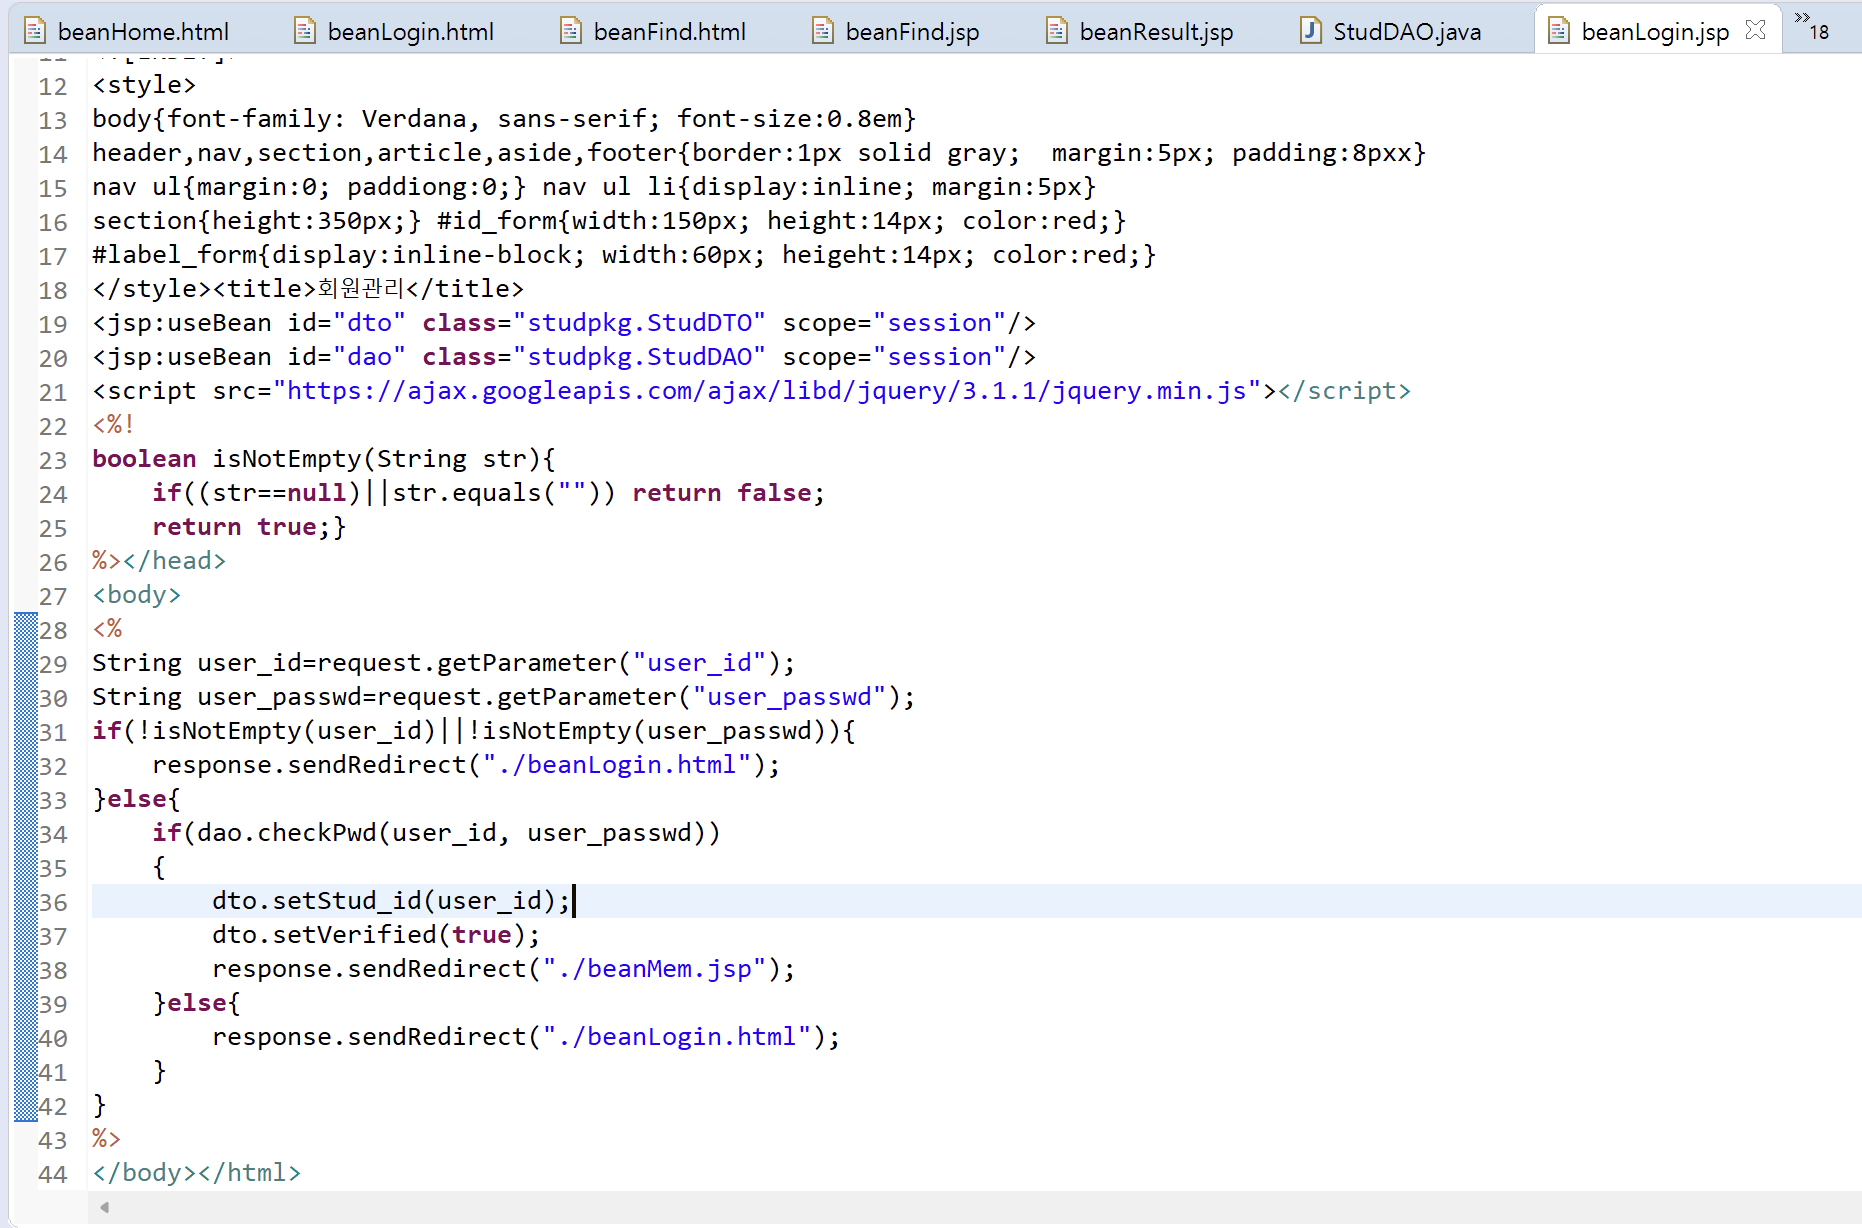 beanHome.html beanLogin.html beanFind.html beanFind.jsp beanResult.jsp StudDAO.java beanLogin.jsp 18
12 <style>
13 body{font-family: Verdana, sans-serif; font-size:0.8em}
14 header,nav,section,article,aside,footer{border:1px solid gray;  margin:5px; padding:8pxx}
15 nav ul{margin:0; paddiong:0;} nav ul li{display:inline; margin:5px}
16 section{height:350px;} #id_form{width:150px; height:14px; color:red;}
17 #label_form{display:inline-block; width:60px; heigeht:14px; color:red;}
18 </style><title>회원관리</title>
19 <jsp:useBean id="dto" class="studpkg.StudDTO" scope="session"/>
20 <jsp:useBean id="dao" class="studpkg.StudDAO" scope="session"/>
21 <script src="https://ajax.googleapis.com/ajax/libd/jquery/3.1.1/jquery.min.js"></script>
22 <%!
23 boolean isNotEmpty(String str){
24     if((str==null)||str.equals("")) return false;
25     return true;}
26 %></head>
27 <body>
28 <%
29 String user_id=request.getParameter("user_id");
30 String user_passwd=request.getParameter("user_passwd");
31 if(!isNotEmpty(user_id)||!isNotEmpty(user_passwd)){
32     response.sendRedirect("./beanLogin.html");
33 }else{
34     if(dao.checkPwd(user_id, user_passwd))
35     {
36         dto.setStud_id(user_id);
37         dto.setVerified(true);
38         response.sendRedirect("./beanMem.jsp");
39     }else{
40         response.sendRedirect("./beanLogin.html");
41     }
42 }
43 %>
44 </body></html>